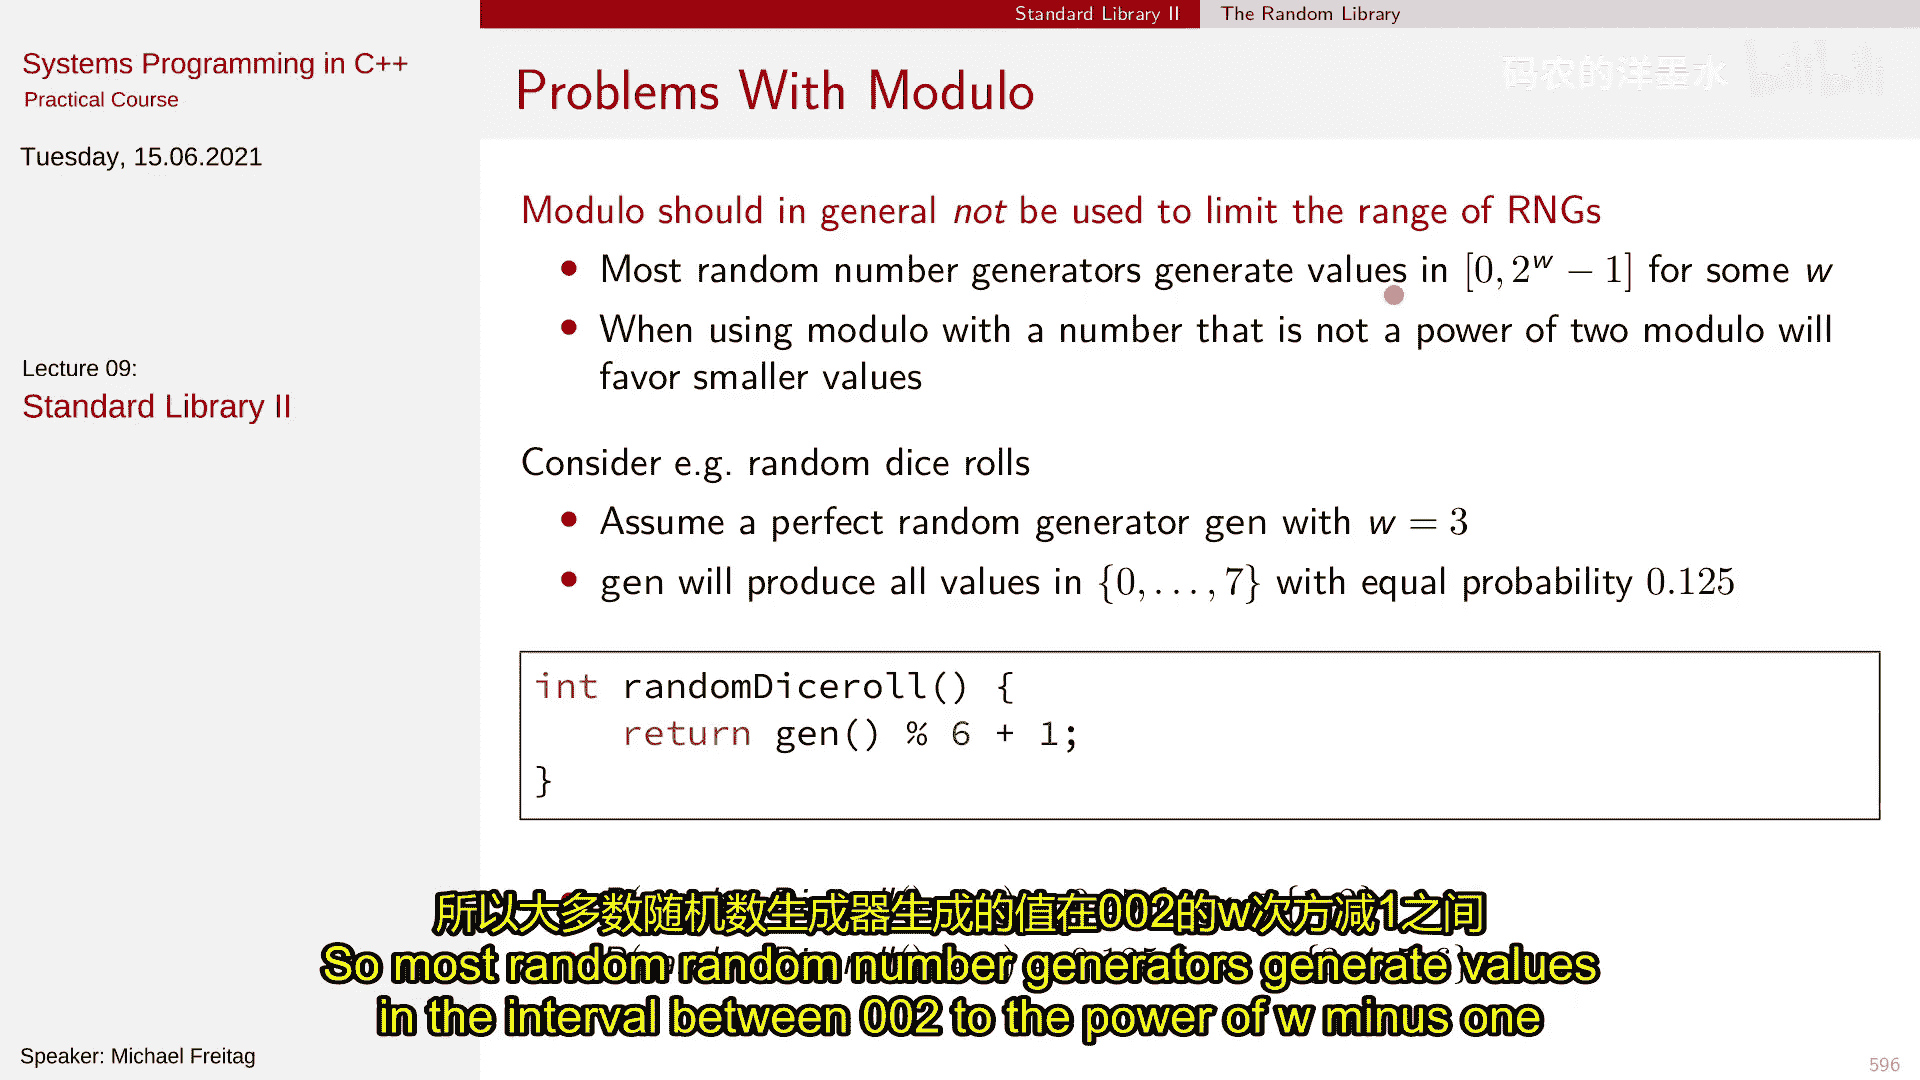 Standard Library II
The Random Library
Systems Programming in C++
Practical Course
Tuesday, 15.06.2021
Lecture 09:
Standard Library II
Problems With Modulo
码农的洋墨水
Modulo should in general not be used to limit the range of RNGs
• Most random number generators generate values in [0, 2^w − 1] for some w
• When using modulo with a number that is not a power of two modulo will
favor smaller values
Consider e.g. random dice rolls
• Assume a perfect random generator gen with w = 3
• gen will produce all values in {0, . . . , 7} with equal probability 0.125
int randomDiceroll() {
return gen() % 6 + 1;
}
所以大多数随机数生成器生成的值在002的w次方减1之间
So most random random number generators generate values
in the interval between 002 to the power of w minus one
Speaker: Michael Freitag
596